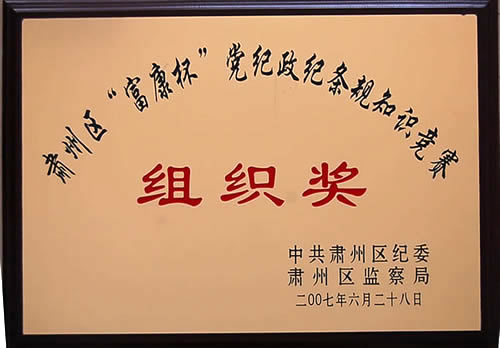 肃州区“富康杯”党纪政纪条规知识竞赛
组织奖
中共肃州区纪委
肃州区监察局
二00七年六月二十八日